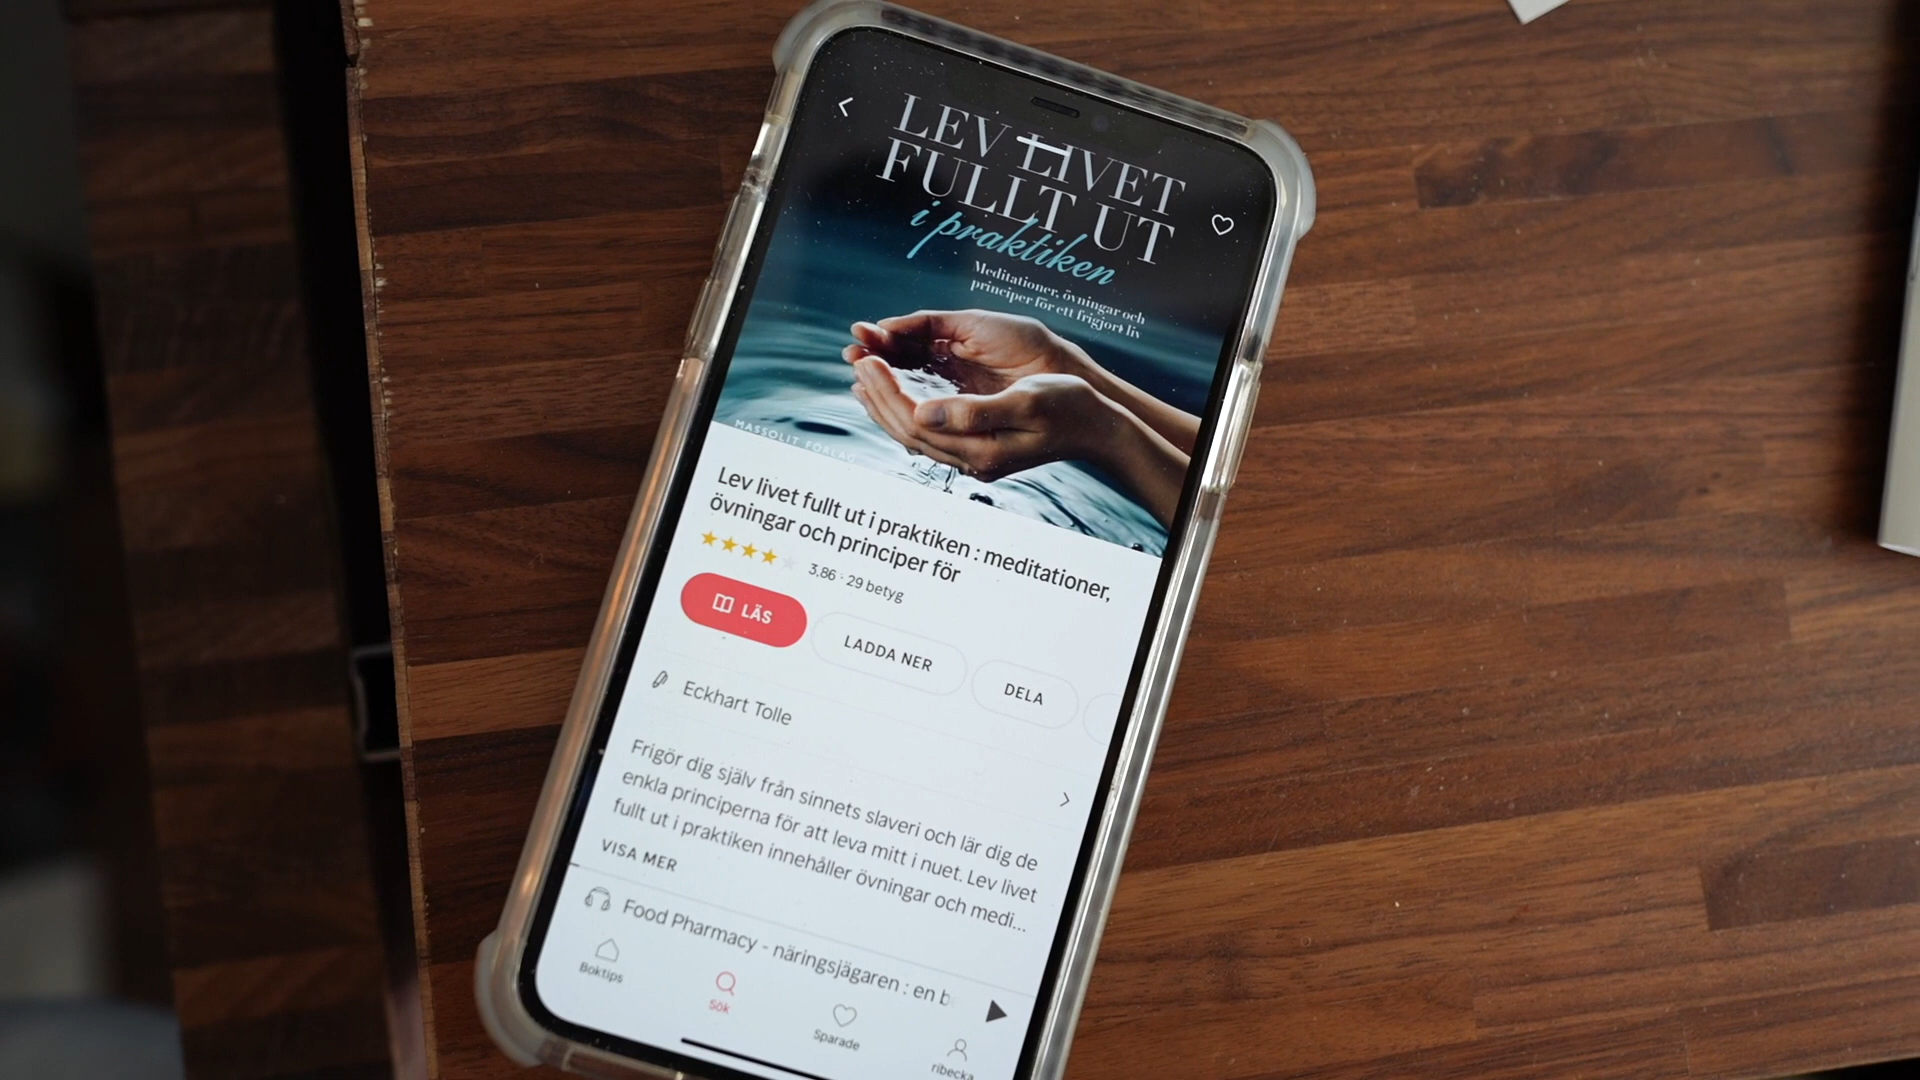 LEV LIVET
FULLT UT
i praktiken
Meditationer, övningar och
principer för ett frigjort liv
MASSOLIT FÖRLAG
Lev livet fullt ut i praktiken : meditationer,
övningar och principer för
3,86 · 29 betyg
LÄS
LADDA NER
DELA
Eckhart Tolle
Frigör dig själv från sinnets slaveri och lär dig de
enkla principerna för att leva mitt i nuet. Lev livet
fullt ut i praktiken innehåller övningar och medi...
VISA MER
Food Pharmacy - näringsjägaren : en b
Boktips
Sök
Sparade
ribecka